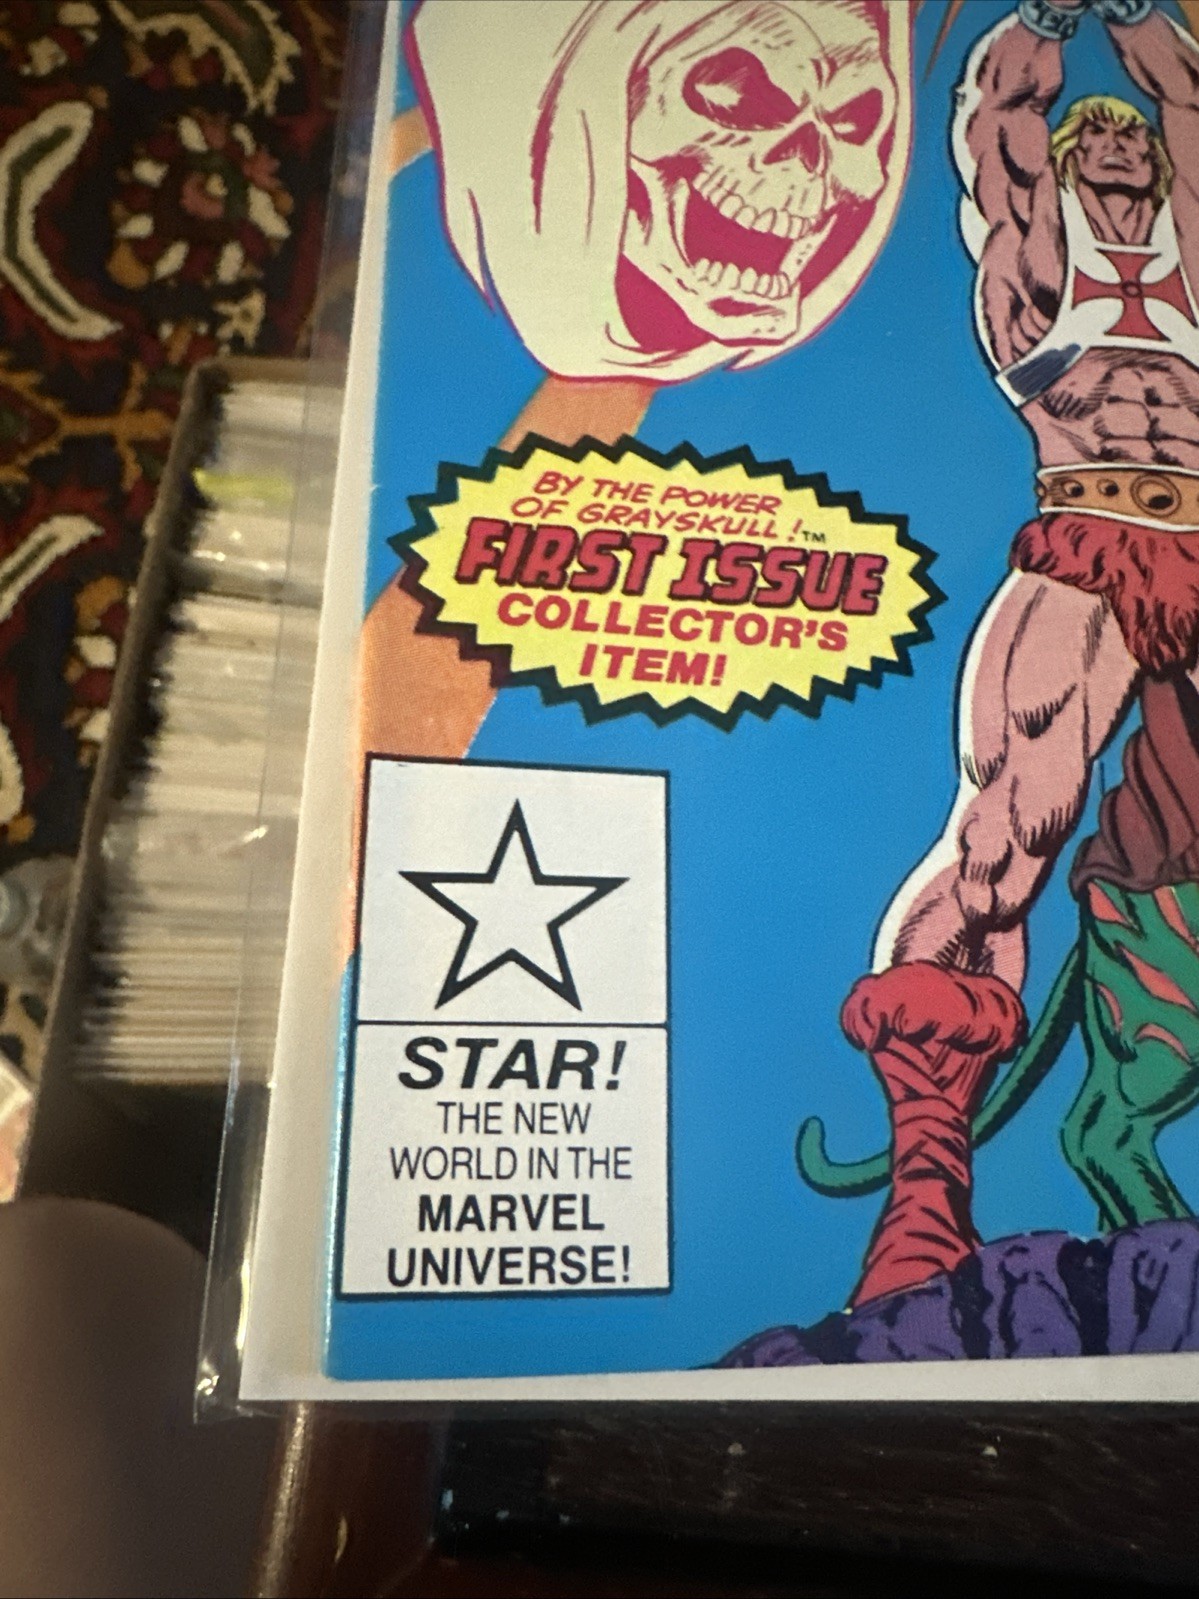 BY THE POWER
OF GRAYSKULL!™
FIRST ISSUE
COLLECTOR'S
ITEM!
STAR!
THE NEW
WORLD IN THE
MARVEL
UNIVERSE!